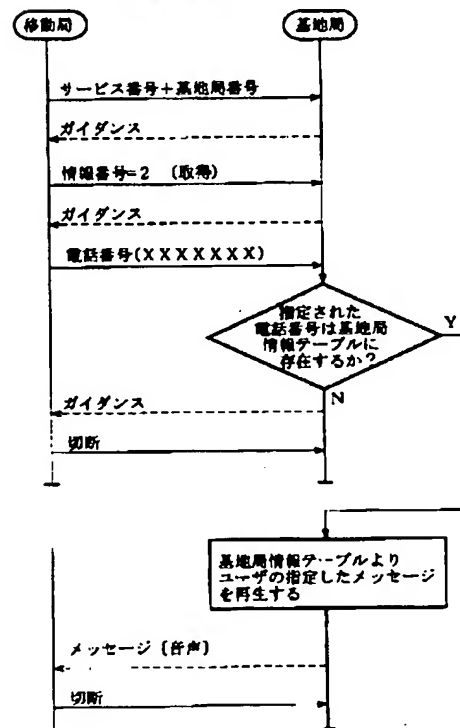 移動局
基地局
サービス番号+基地局番号
ガイダンス
情報番号=2 (取得)
ガイダンス
電話番号(XXXXXXX)
指定された
電話番号は基地局
情報テーブルに
存在するか?
Y
N
ガイダンス
切断
基地局情報テーブルより
ユーザの指定したメッセージ
を再生する
メッセージ (音声)
切断